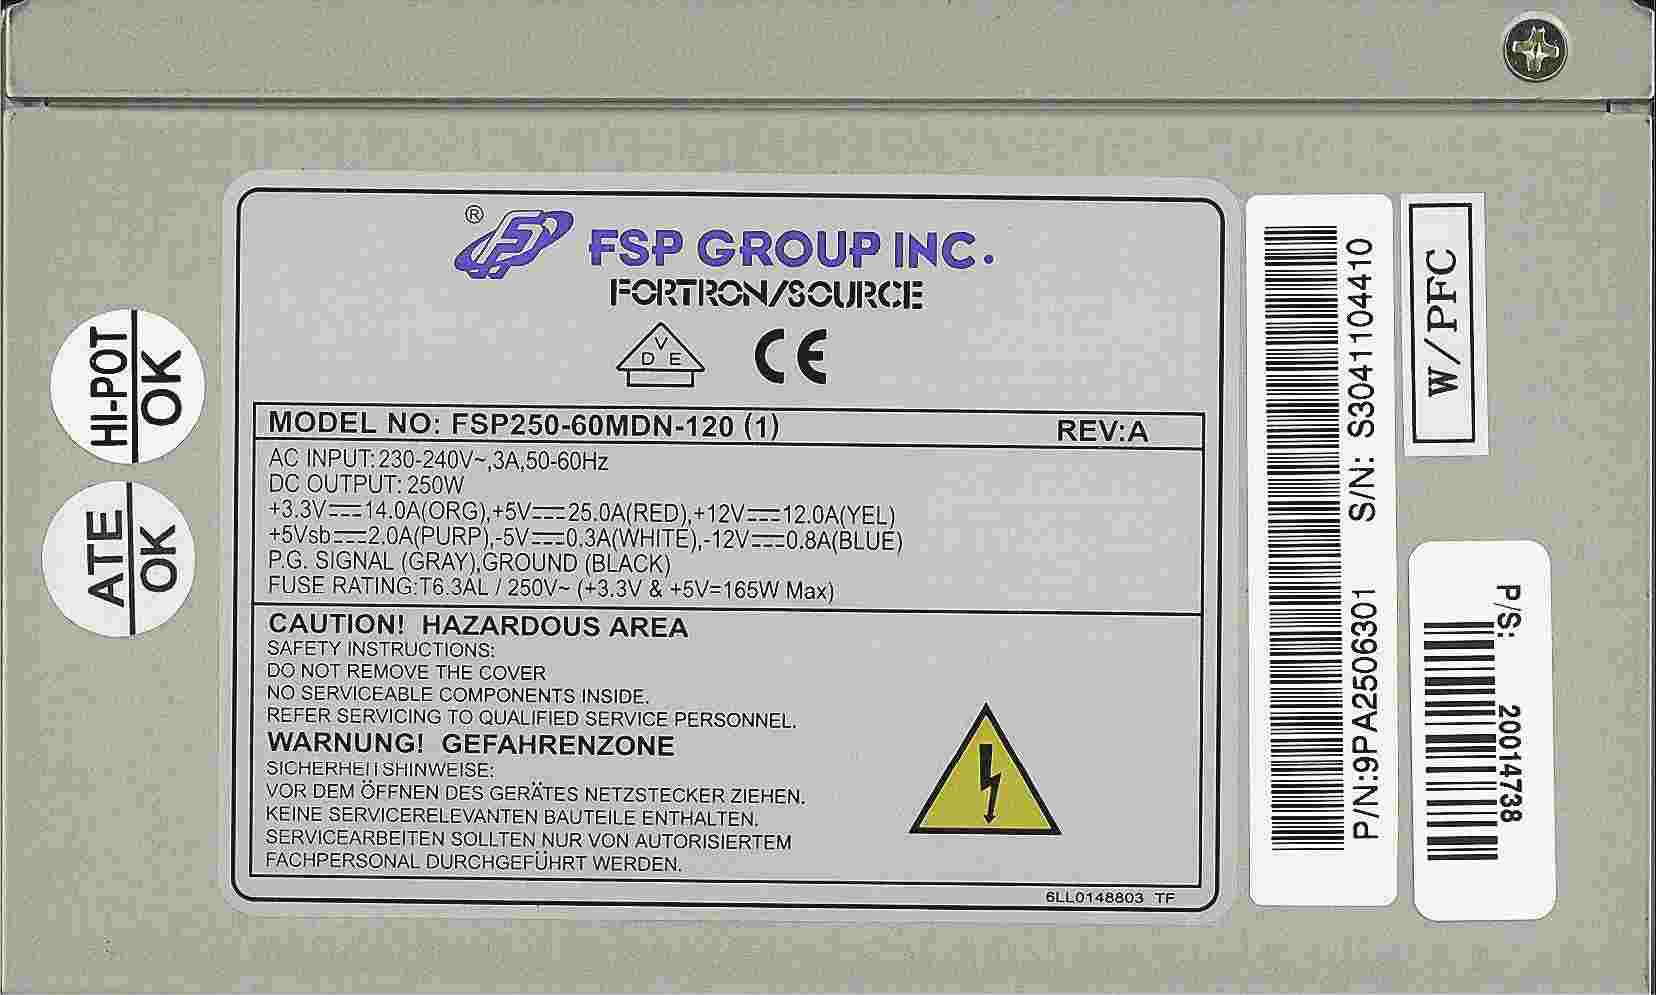 HI-POT
OK
ATE
OK
®
FSP GROUP INC.
FORTRON/SOURCE
VDE
CE
MODEL NO: FSP250-60MDN-120 (1) REV:A
AC INPUT:230-240V~,3A,50-60Hz
DC OUTPUT: 250W
+3.3V⎓14.0A(ORG),+5V⎓25.0A(RED),+12V⎓12.0A(YEL)
+5Vsb⎓2.0A(PURP),-5V⎓0.3A(WHITE),-12V⎓0.8A(BLUE)
P.G. SIGNAL (GRAY),GROUND (BLACK)
FUSE RATING:T6.3AL / 250V~ (+3.3V & +5V=165W Max)
CAUTION! HAZARDOUS AREA
SAFETY INSTRUCTIONS:
DO NOT REMOVE THE COVER
NO SERVICEABLE COMPONENTS INSIDE.
REFER SERVICING TO QUALIFIED SERVICE PERSONNEL.
WARNUNG! GEFAHRENZONE
SICHERHEITSHINWEISE:
VOR DEM ÖFFNEN DES GERÄTES NETZSTECKER ZIEHEN.
KEINE SERVICERELEVANTEN BAUTEILE ENTHALTEN.
SERVICEARBEITEN SOLLTEN NUR VON AUTORISIERTEM
FACHPERSONAL DURCHGEFÜHRT WERDEN.
6LL0148803 TF
P/N:9PA2506301 S/N: S3041104410
W/PFC
P/S: 20014738